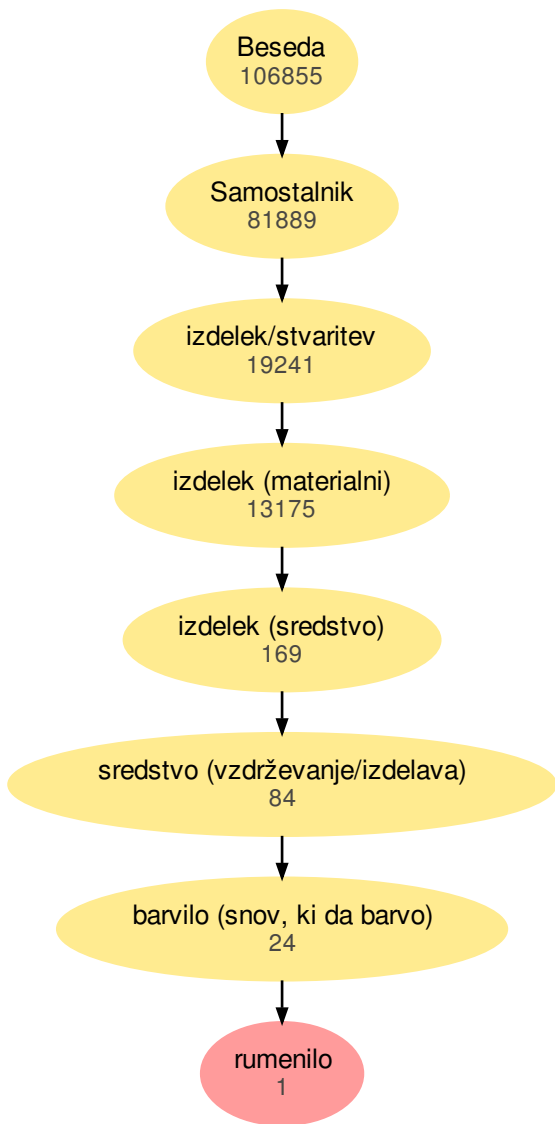 Beseda
106855
Samostalnik
81889
izdelek/stvaritev
19241
izdelek (materialni)
13175
izdelek (sredstvo)
169
sredstvo (vzdrževanje/izdelava)
84
barvilo (snov, ki da barvo)
24
rumenilo
1